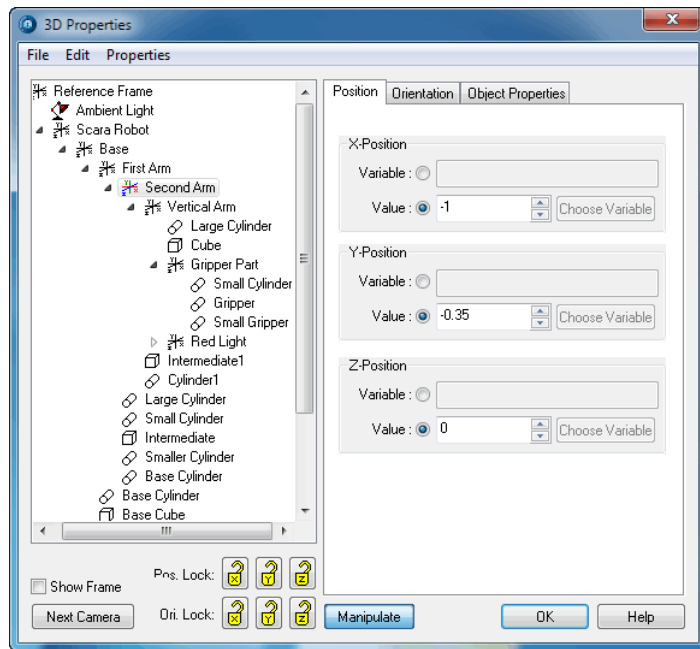 3D Properties
File Edit Properties
Reference Frame
Ambient Light
Scara Robot
Base
First Arm
Second Arm
Vertical Arm
Large Cylinder
Cube
Gripper Part
Small Cylinder
Gripper
Small Gripper
Red Light
Intermediate1
Cylinder1
Large Cylinder
Small Cylinder
Intermediate
Smaller Cylinder
Base Cylinder
Base Cylinder
Base Cube
Show Frame
Pos. Lock: X Y Z
Next Camera
Ori. Lock: X Y Z
Position Orientation Object Properties
X-Position
Variable :
Value : -1 Choose Variable
Y-Position
Variable :
Value : -0.35 Choose Variable
Z-Position
Variable :
Value : 0 Choose Variable
Manipulate OK Help